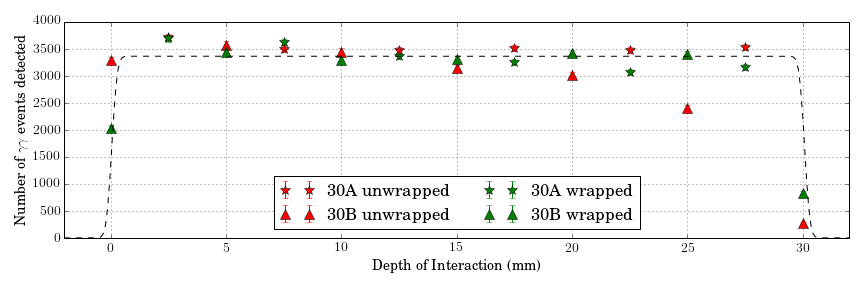 4000
3500
3000
2500
2000
1500
1000
500
0
Number of γγ events detected
30A unwrapped 30A wrapped
30B unwrapped 30B wrapped
0 5 10 15 20 25 30
Depth of Interaction (mm)